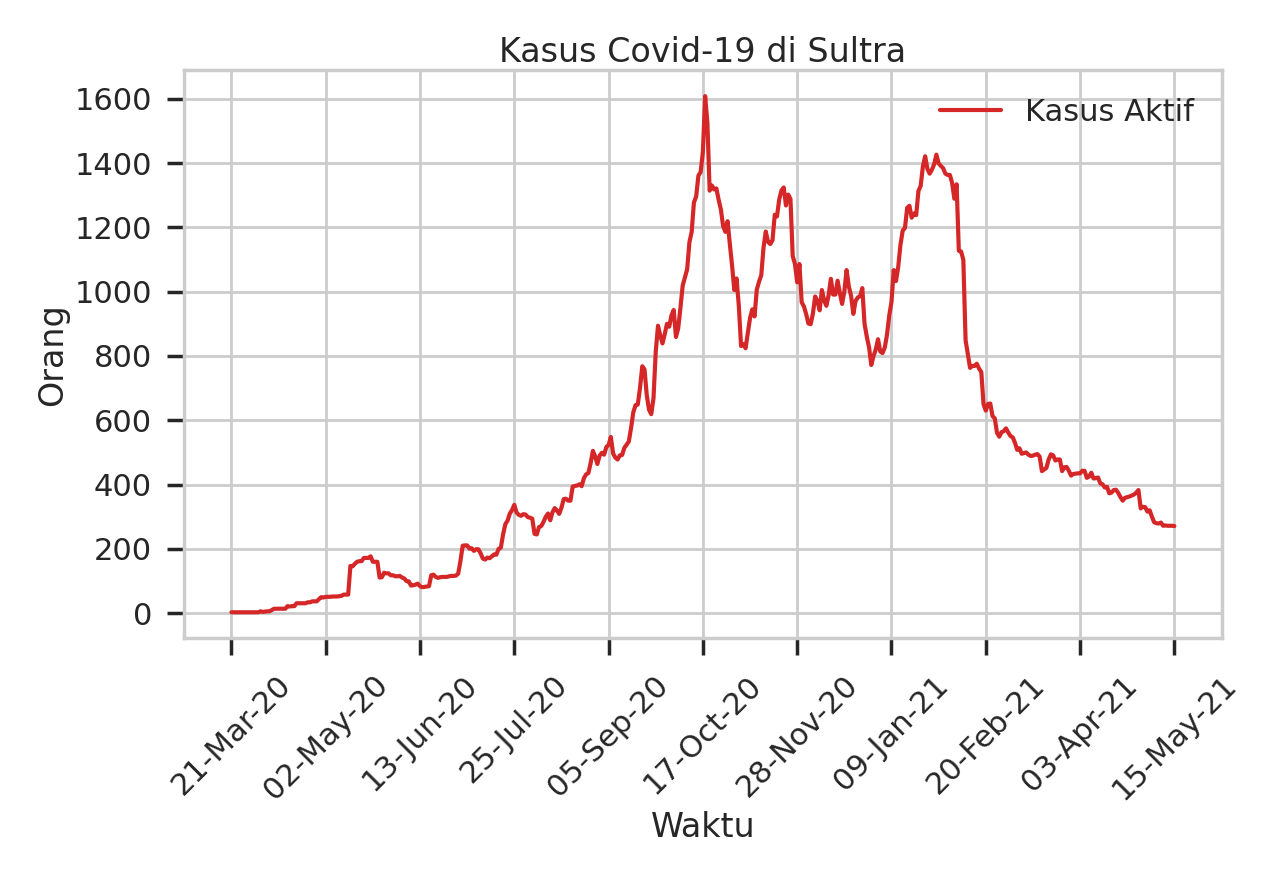 Kasus Covid-19 di Sultra
Kasus Aktif
Orang
1600
1400
1200
1000
800
600
400
200
0
21-Mar-20
02-May-20
13-Jun-20
25-Jul-20
05-Sep-20
17-Oct-20
28-Nov-20
09-Jan-21
20-Feb-21
03-Apr-21
15-May-21
Waktu